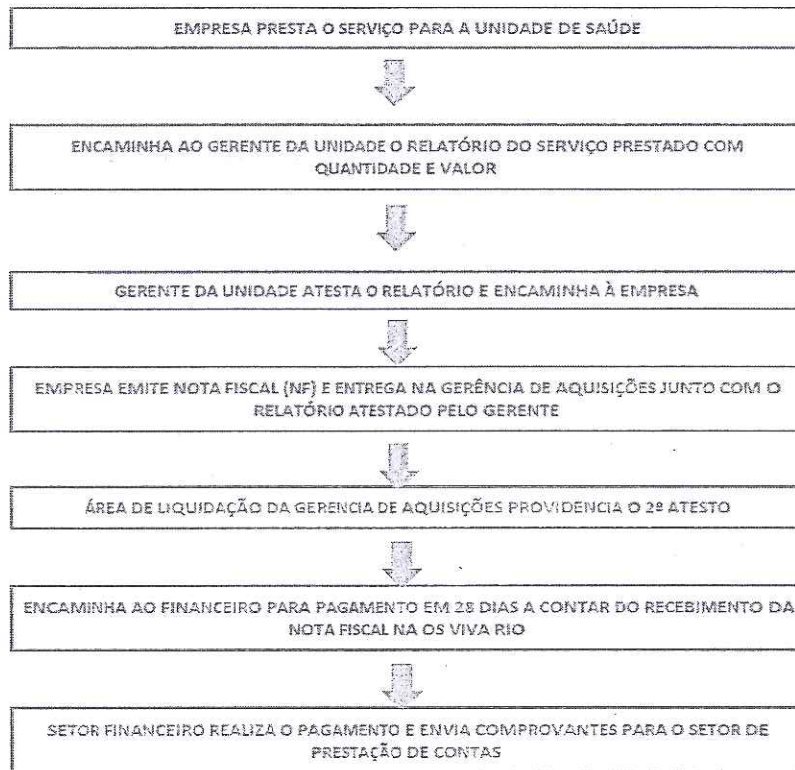 EMPRESA PRESTA O SERVIÇO PARA A UNIDADE DE SAÚDE
ENCAMINHA AO GERENTE DA UNIDADE O RELATÓRIO DO SERVIÇO PRESTADO COM
QUANTIDADE E VALOR
GERENTE DA UNIDADE ATESTA O RELATÓRIO E ENCAMINHA À EMPRESA
EMPRESA EMITE NOTA FISCAL (NF) E ENTREGA NA GERÊNCIA DE AQUISIÇÕES JUNTO COM O
RELATÓRIO ATESTADO PELO GERENTE
ÁREA DE LIQUIDAÇÃO DA GERENCIA DE AQUISIÇÕES PROVIDENCIA O 2º ATESTO
ENCAMINHA AO FINANCEIRO PARA PAGAMENTO EM 28 DIAS A CONTAR DO RECEBIMENTO DA
NOTA FISCAL NA OS VIVA RIO
SETOR FINANCEIRO REALIZA O PAGAMENTO E ENVIA COMPROVANTES PARA O SETOR DE
PRESTAÇÃO DE CONTAS